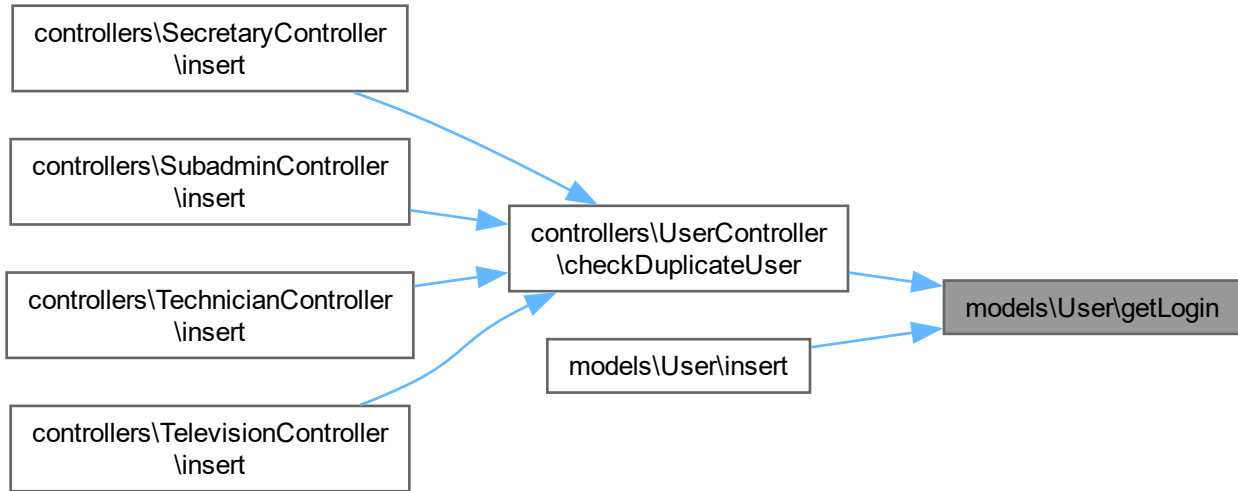 controllers\SecretaryController
\insert
controllers\SubadminController
\insert
controllers\TechnicianController
\insert
controllers\TelevisionController
\insert
controllers\UserController
\checkDuplicateUser
models\User\insert
models\User\getLogin